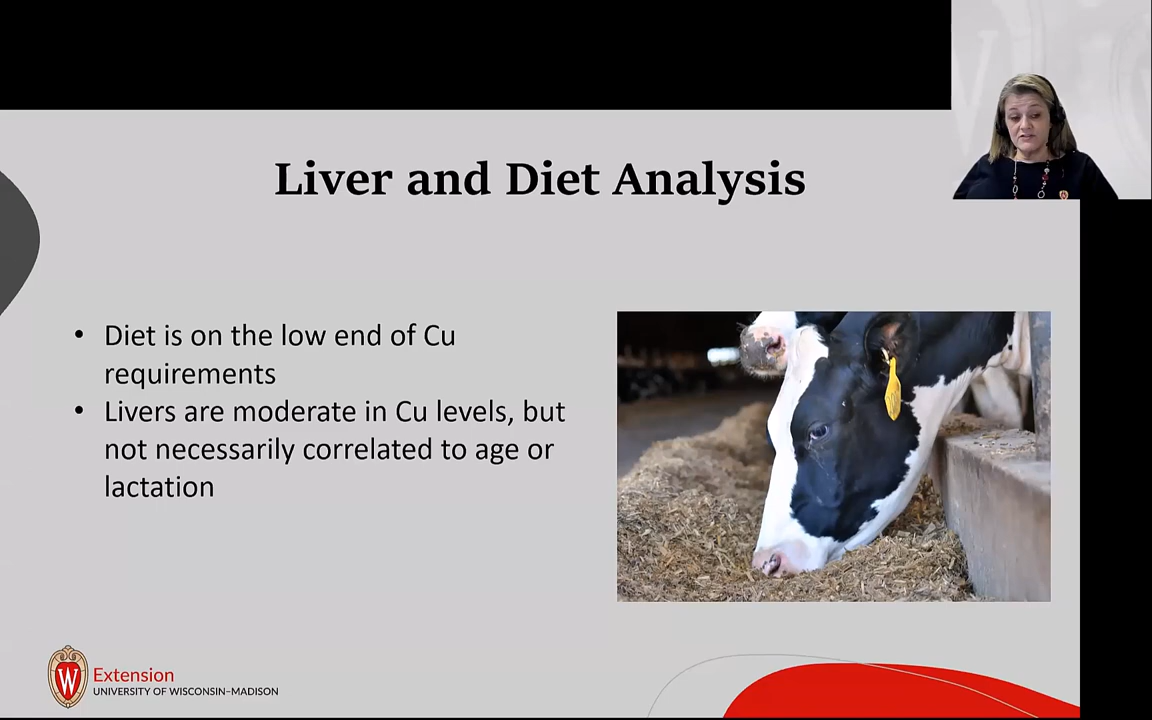 Liver and Diet Analysis
• Diet is on the low end of Cu
requirements
• Livers are moderate in Cu levels, but
not necessarily correlated to age or
lactation
W
Extension
UNIVERSITY OF WISCONSIN–MADISON